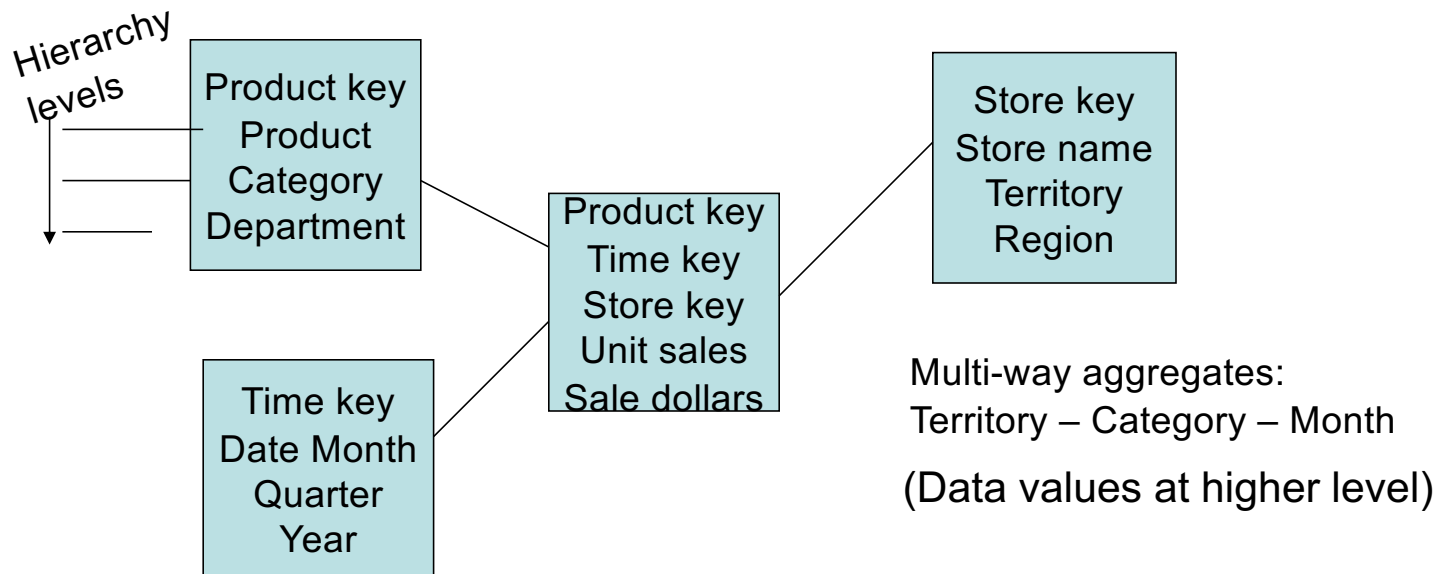 Hierarchy
levels
Product key
Product
Category
Department
Time key
Date Month
Quarter
Year
Product key
Time key
Store key
Unit sales
Sale dollars
Store key
Store name
Territory
Region
Multi-way aggregates:
Territory – Category – Month
(Data values at higher level)